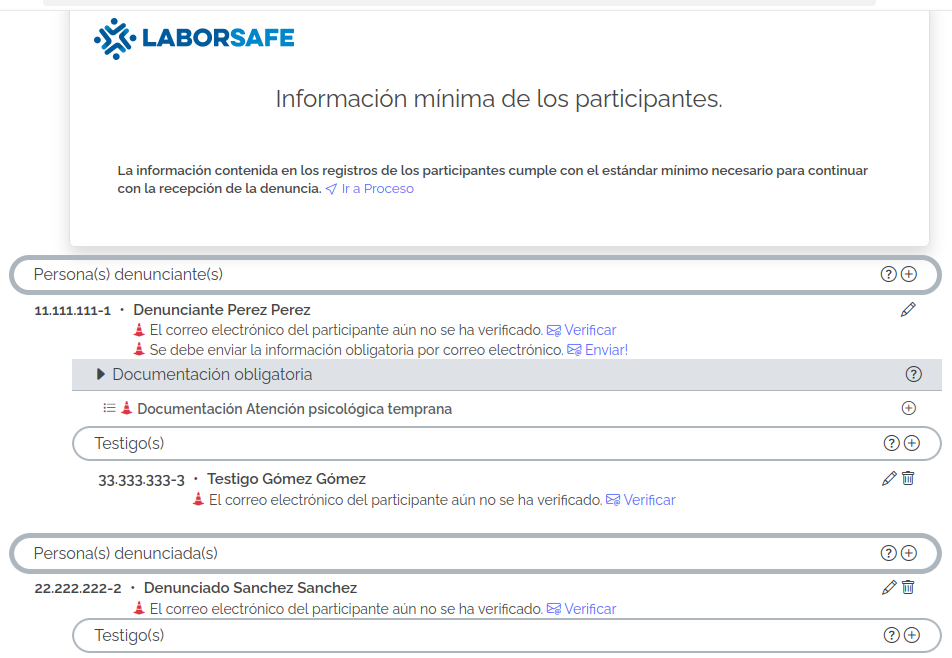 LABORSAFE
Información mínima de los participantes.
La información contenida en los registros de los participantes cumple con el estándar mínimo necesario para continuar
con la recepción de la denuncia. Ir a Proceso
Persona(s) denunciante(s)
11.111.111-1 · Denunciante Perez Perez
El correo electrónico del participante aún no se ha verificado. Verificar
Se debe enviar la información obligatoria por correo electrónico. Enviar!
Documentación obligatoria
Documentación Atención psicológica temprana
Testigo(s)
33.333.333-3 · Testigo Gómez Gómez
El correo electrónico del participante aún no se ha verificado. Verificar
Persona(s) denunciada(s)
22.222.222-2 · Denunciado Sanchez Sanchez
El correo electrónico del participante aún no se ha verificado. Verificar
Testigo(s)